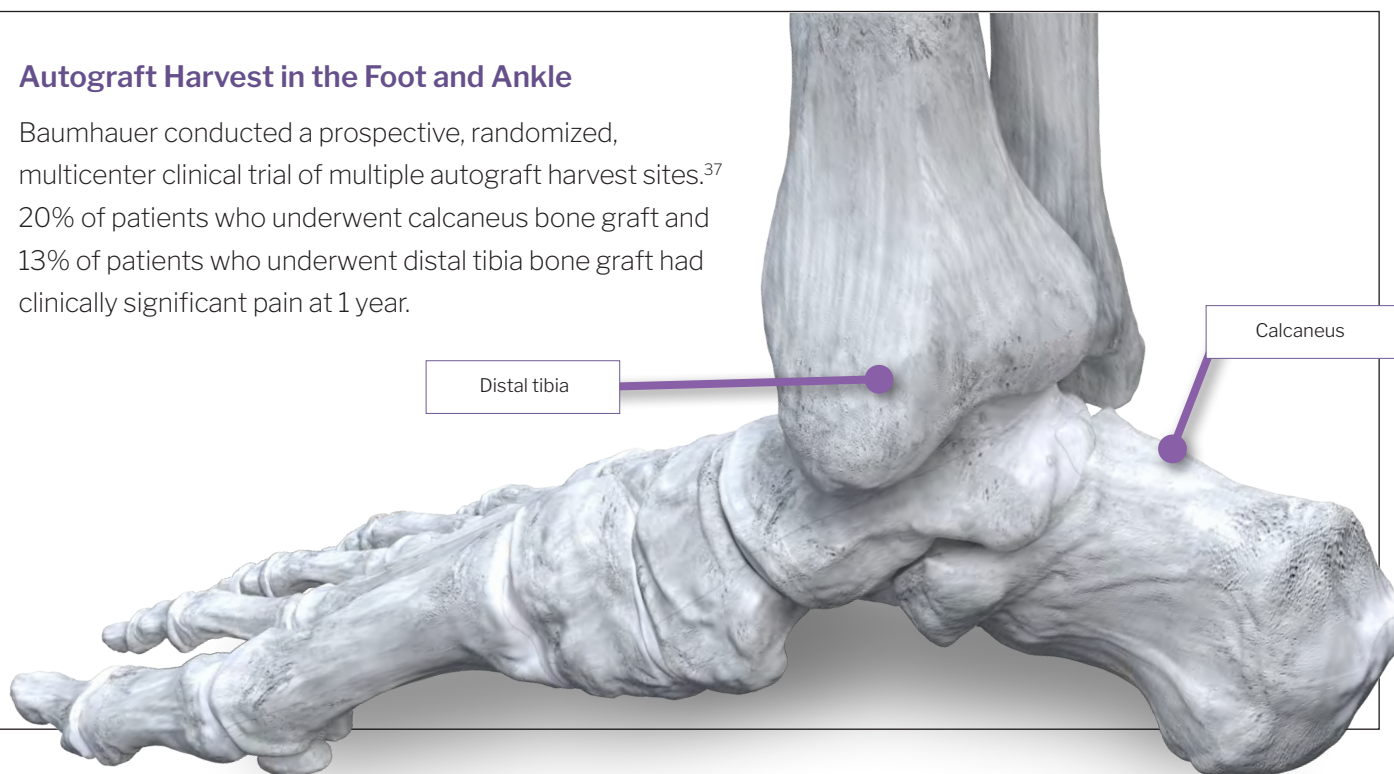 Autograft Harvest in the Foot and Ankle
Baumhauer conducted a prospective, randomized,
multicenter clinical trial of multiple autograft harvest sites.37
20% of patients who underwent calcaneus bone graft and
13% of patients who underwent distal tibia bone graft had
clinically significant pain at 1 year.
Calcaneus
Distal tibia